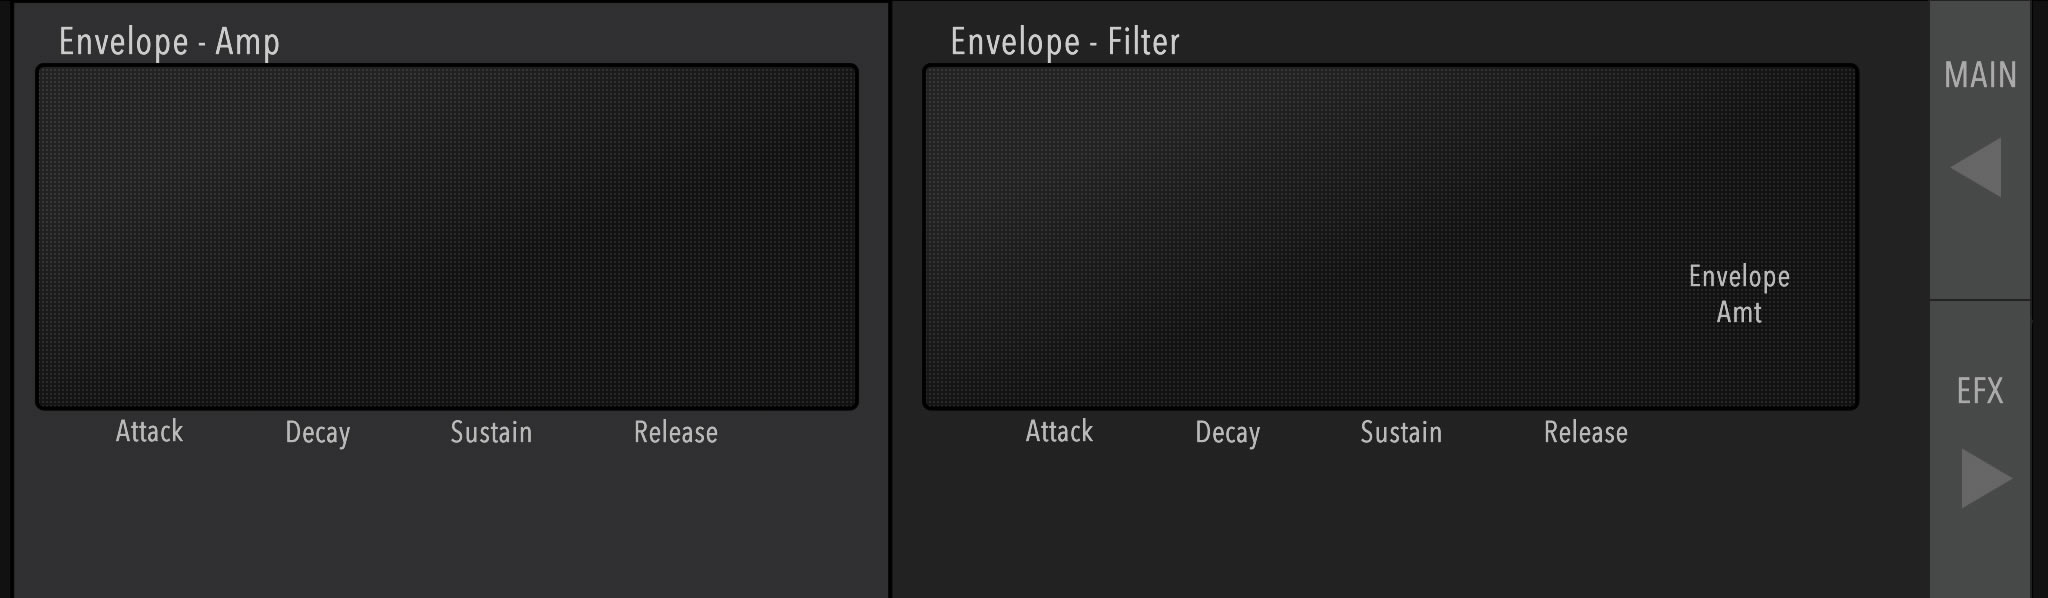 Envelope - Amp
Attack Decay Sustain Release
Envelope - Filter
Envelope
Amt
Attack Decay Sustain Release
MAIN
EFX